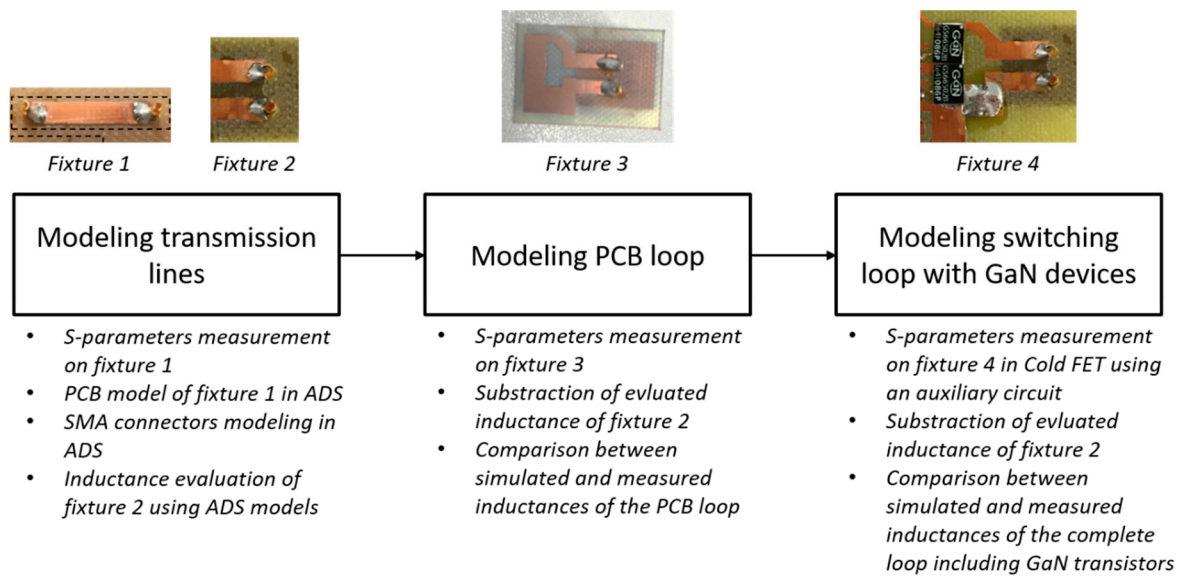 GaN
GaN
Fixture 1
Fixture 2
Fixture 3
Fixture 4
Modeling transmission
lines
Modeling PCB loop
Modeling switching
loop with GaN devices
• S-parameters measurement
on fixture 1
• PCB model of fixture 1 in ADS
• SMA connectors modeling in
ADS
• Inductance evaluation of
fixture 2 using ADS models
• S-parameters measurement
on fixture 3
• Substraction of evluated
inductance of fixture 2
• Comparison between
simulated and measured
inductances of the PCB loop
• S-parameters measurement
on fixture 4 in Cold FET using
an auxiliary circuit
• Substraction of evluated
inductance of fixture 2
• Comparison between
simulated and measured
inductances of the complete
loop including GaN transistors